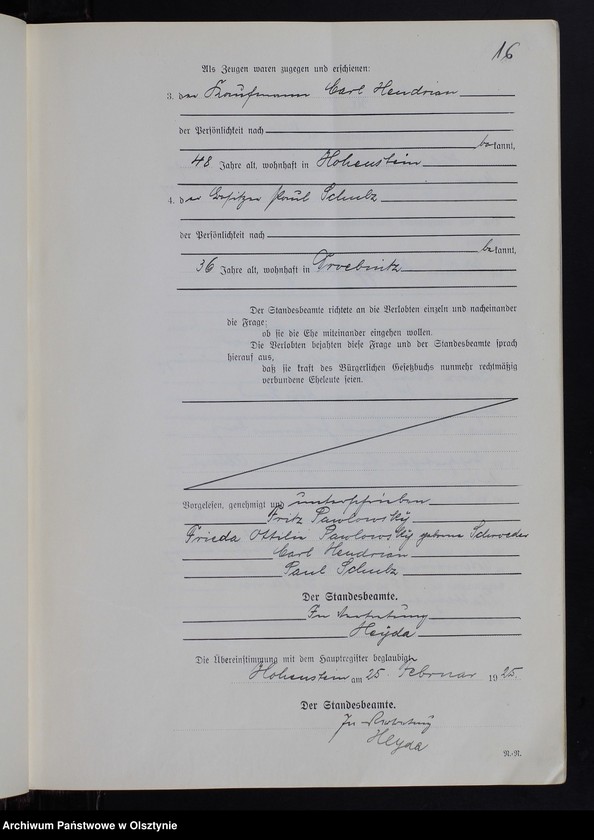 16
Als Zeugen waren zugegen und erschienen:
3. der Kaufmann Carl Hendrian
der Persönlichkeit nach
bekannt,
48 Jahre alt, wohnhaft in Hohenstein
4. der Besitzer Paul Schulz
der Persönlichkeit nach
bekannt,
36 Jahre alt, wohnhaft in
Der Standesbeamte richtete an die Verlobten einzeln und nacheinander
die Frage:
ob sie die Ehe miteinander eingehen wollen.
Die Verlobten bejahten diese Frage und der Standesbeamte sprach
hierauf aus,
daß sie kraft des Bürgerlichen Gesetzbuchs nunmehr rechtmäßig
verbundene Eheleute seien.
Vorgelesen, genehmigt und unterschrieben
Fritz Pawlowsky
Frieda Pawlowsky geborene Schroeder
Carl Hendrian
Paul Schulz
Der Standesbeamte.
In Vertretung
Heyda
Die Übereinstimmung mit dem Hauptregister beglaubigt
Hohenstein am 25. Februar 1925.
Der Standesbeamte.
In Vertretung
Heyda
R.-R.
Archiwum Państwowe w Olsztynie